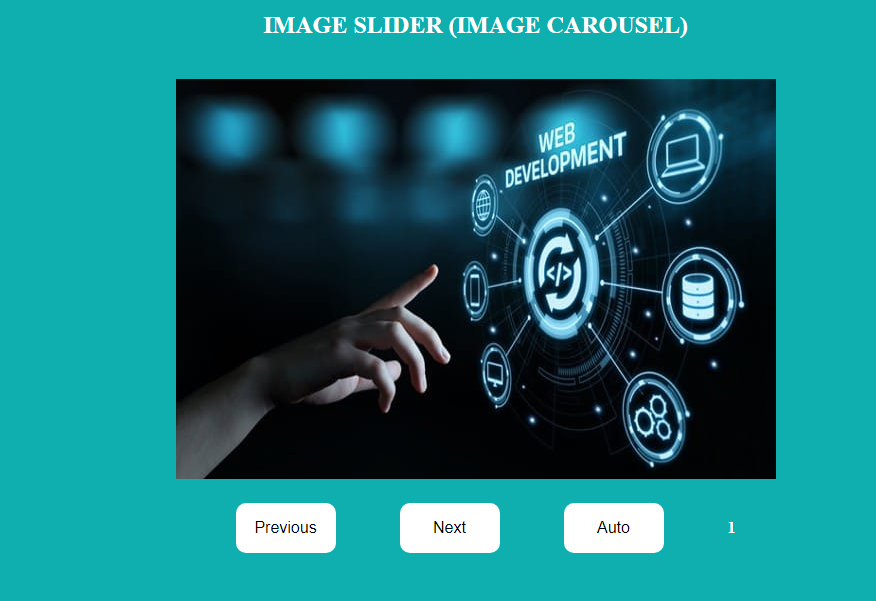 IMAGE SLIDER (IMAGE CAROUSEL)
WEB
DEVELOPMENT
</>
Previous
Next
Auto
1